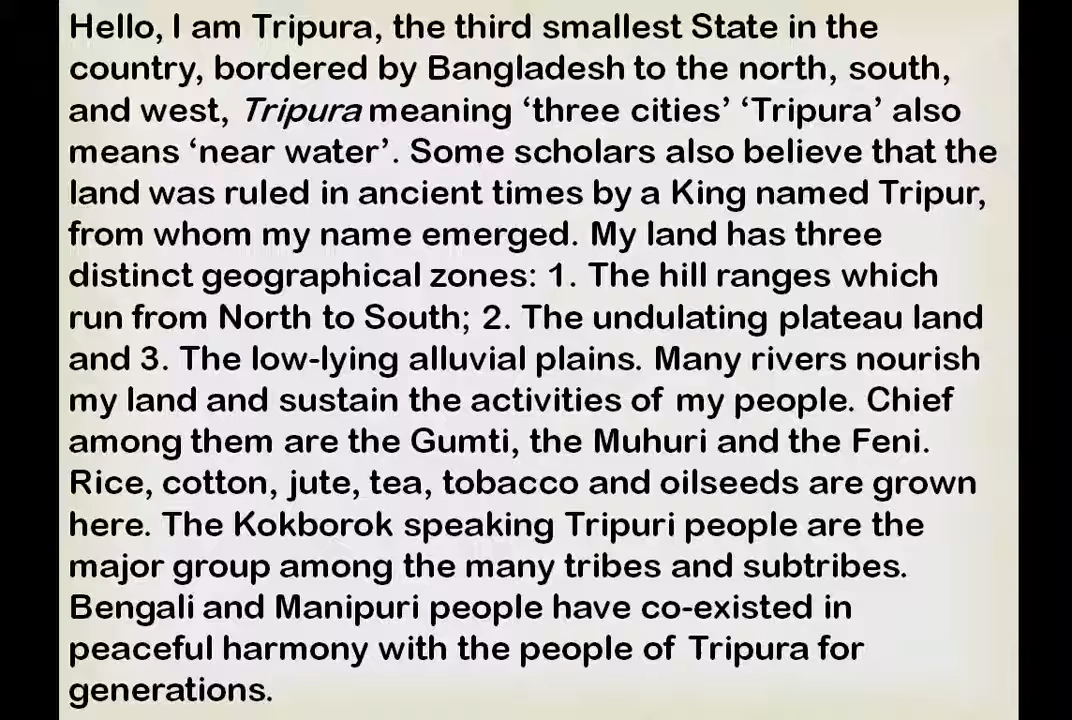 Hello, I am Tripura, the third smallest State in the
country, bordered by Bangladesh to the north, south,
and west, Tripura meaning ‘three cities’ ‘Tripura’ also
means ‘near water’. Some scholars also believe that the
land was ruled in ancient times by a King named Tripur,
from whom my name emerged. My land has three
distinct geographical zones: 1. The hill ranges which
run from North to South; 2. The undulating plateau land
and 3. The low-lying alluvial plains. Many rivers nourish
my land and sustain the activities of my people. Chief
among them are the Gumti, the Muhuri and the Feni.
Rice, cotton, jute, tea, tobacco and oilseeds are grown
here. The Kokborok speaking Tripuri people are the
major group among the many tribes and subtribes.
Bengali and Manipuri people have co-existed in
peaceful harmony with the people of Tripura for
generations.